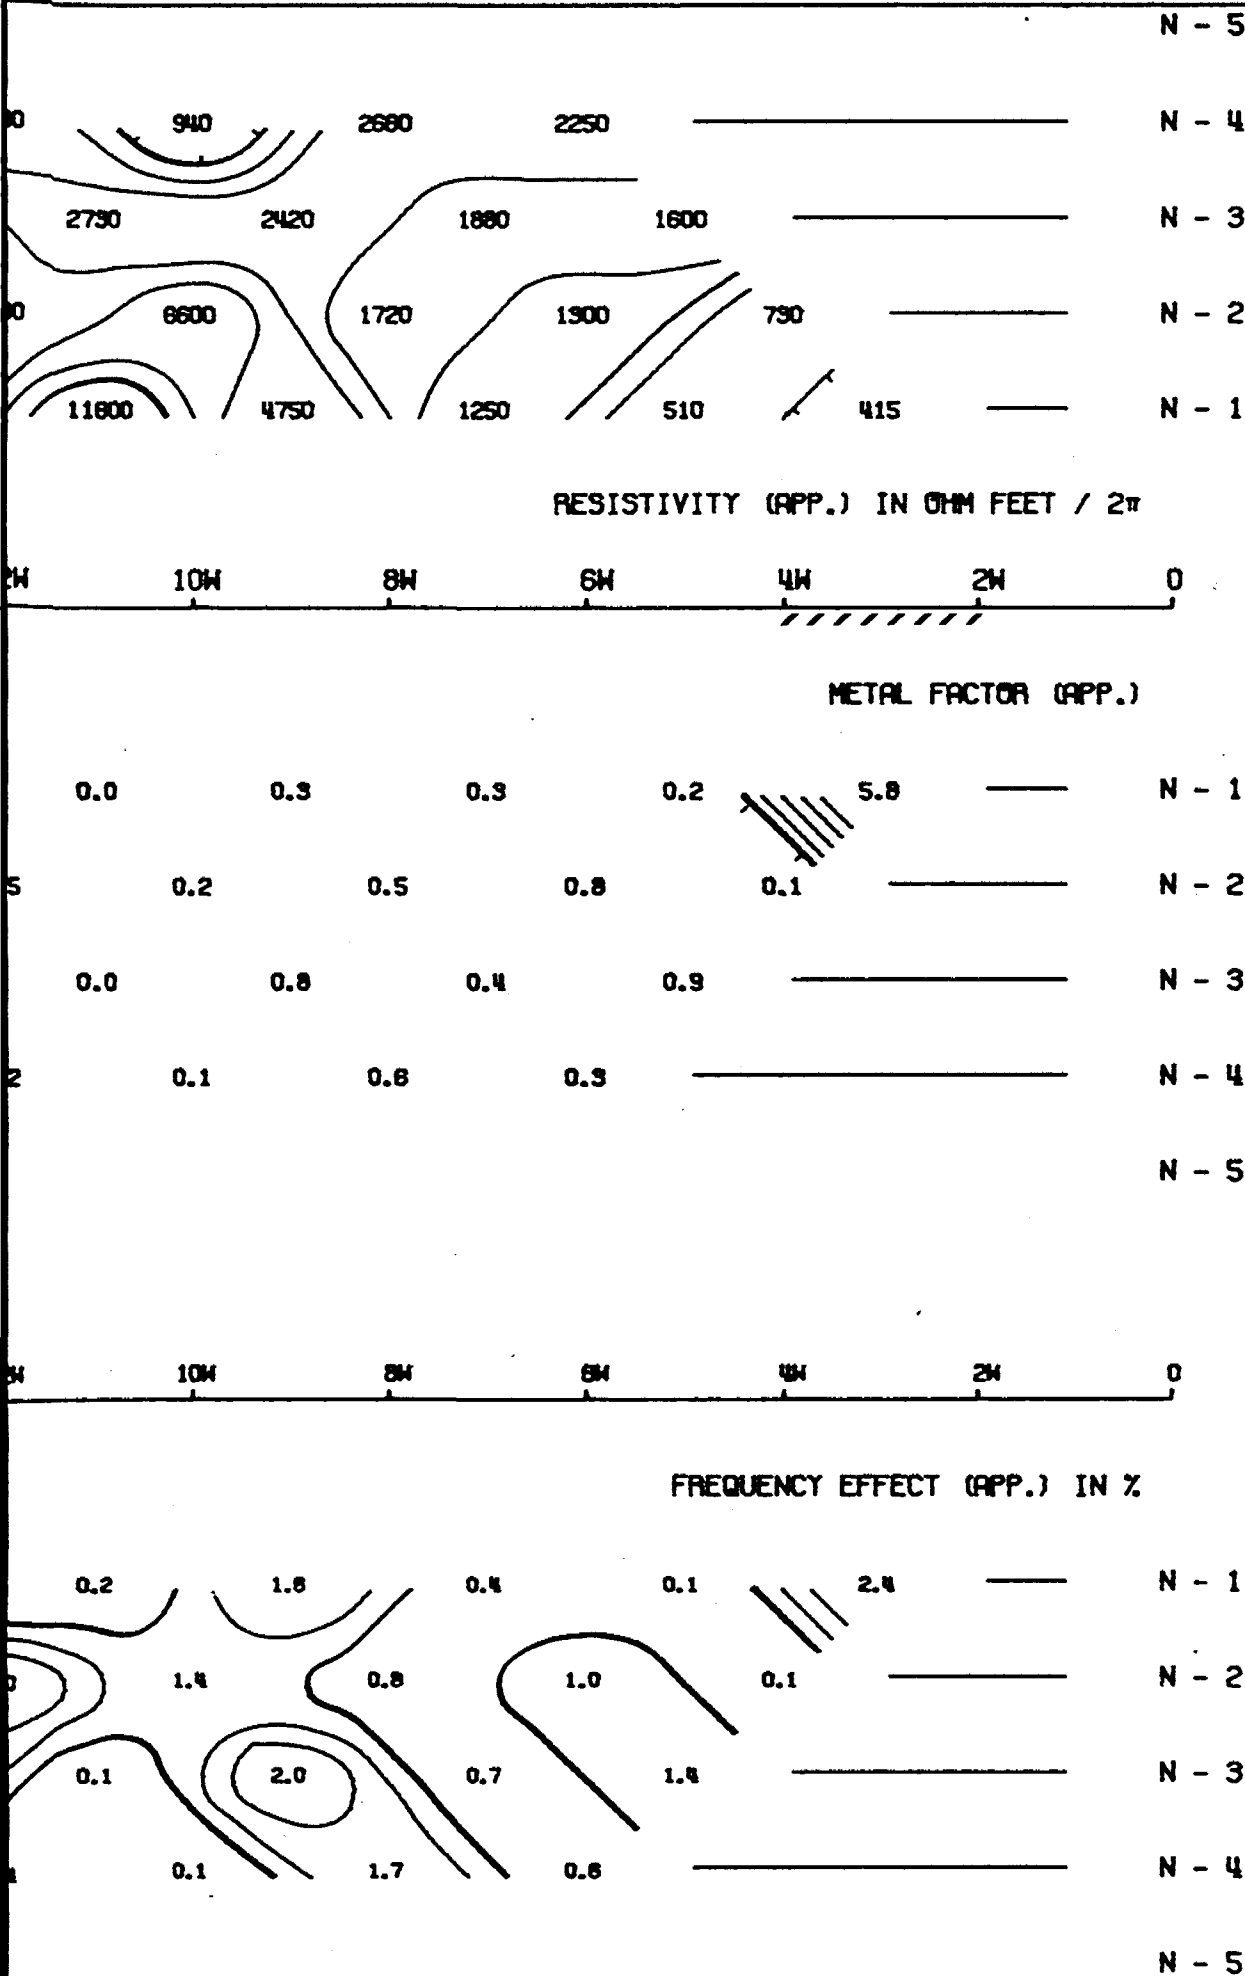 N - 5
940 2680 2250 N - 4
2790 2420 1880 1600 N - 3
6600 1720 1300 730 N - 2
11800 4750 1250 510 415 N - 1
RESISTIVITY (APP.) IN OHM FEET / 2π
10W 8W 6W 4W 2W 0
METAL FACTOR (APP.)
0.0 0.3 0.3 0.2 5.8 N - 1
0.2 0.5 0.8 0.1 N - 2
0.0 0.8 0.4 0.9 N - 3
0.1 0.6 0.3 N - 4
N - 5
10W 8W 6W 4W 2W 0
FREQUENCY EFFECT (APP.) IN %
0.2 1.6 0.4 0.1 2.4 N - 1
1.4 0.8 1.0 0.1 N - 2
0.1 2.0 0.7 1.4 N - 3
0.1 1.7 0.6 N - 4
N - 5